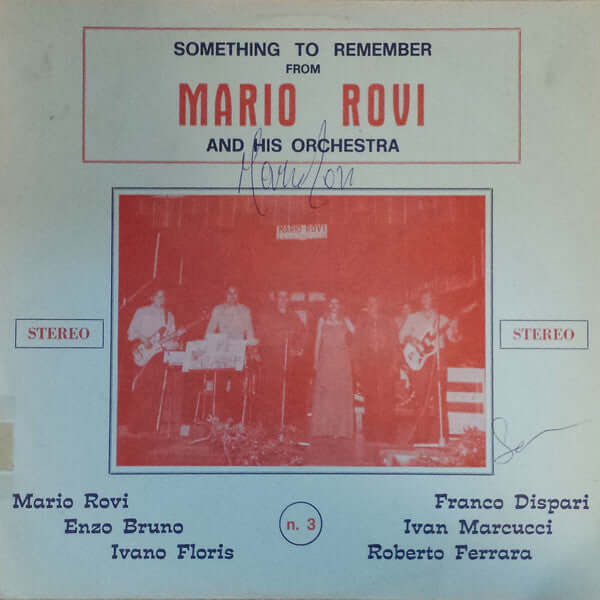 SOMETHING TO REMEMBER
FROM
MARIO ROVI
AND HIS ORCHESTRA
MARIO ROVI
STEREO
STEREO
Mario Rovi
Enzo Bruno
Ivano Floris
n. 3
Franco Dispari
Ivan Marcucci
Roberto Ferrara